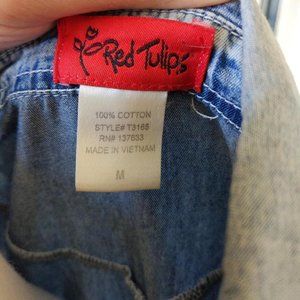 Red Tulips
100% COTTON
STYLE# T3165
RN# 137633
MADE IN VIETNAM
M